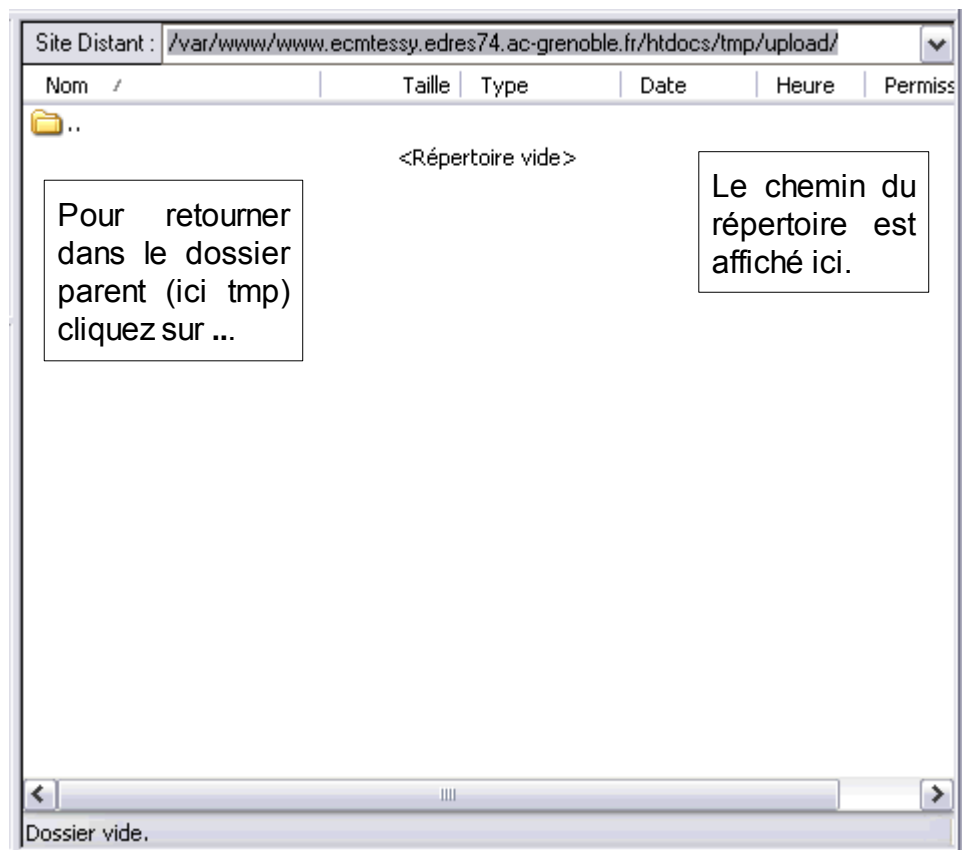 Site Distant : /var/www/www.ecmtessy.edres74.ac-grenoble.fr/htdocs/tmp/upload/
Nom / Taille Type Date Heure Permiss
..
<Répertoire vide>
Le chemin du
répertoire est
affiché ici.
Pour retourner
dans le dossier
parent (ici tmp)
cliquez sur ...
Dossier vide.